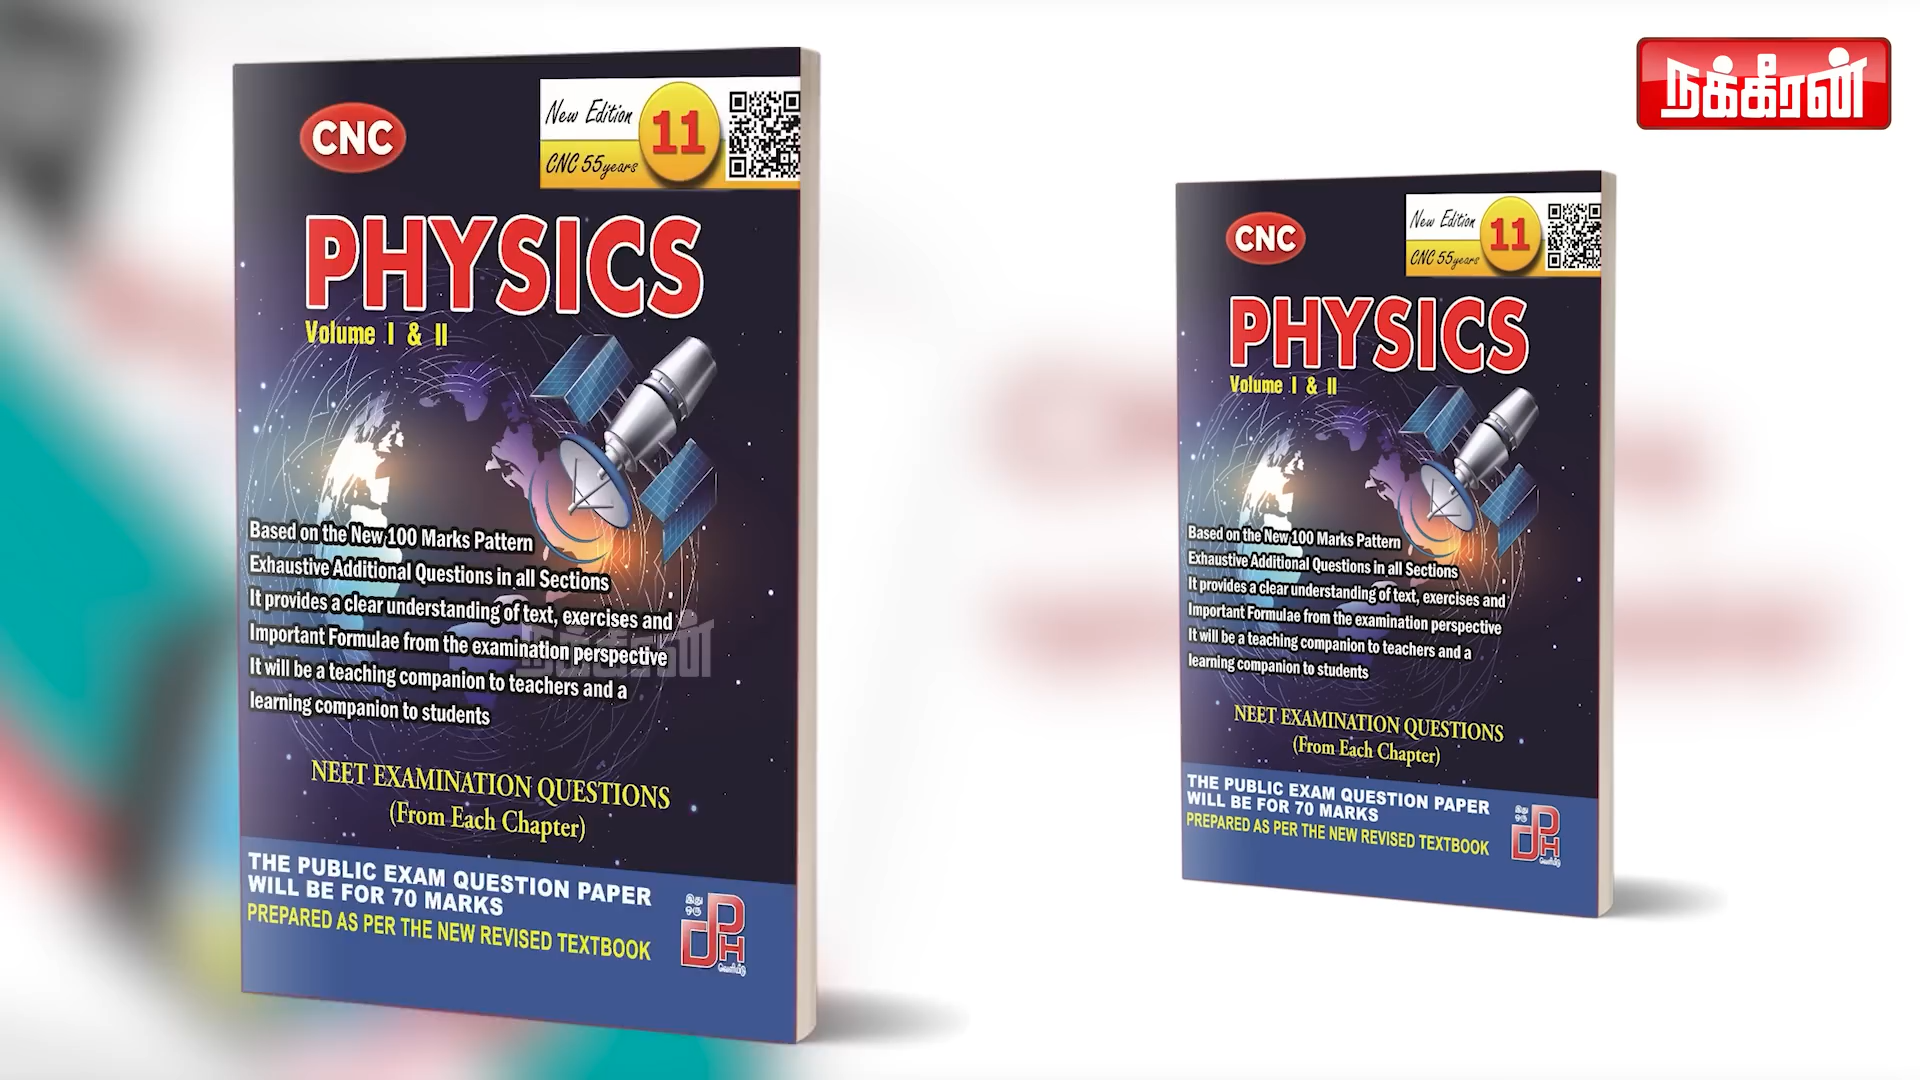 CNC
New Edition
CNC 55years
11
PHYSICS
Volume I & II
Based on the New 100 Marks Pattern
Exhaustive Additional Questions in all Sections
It provides a clear understanding of text, exercises and
Important Formulae from the examination perspective
It will be a teaching companion to teachers and a
learning companion to students
NEET EXAMINATION QUESTIONS
(From Each Chapter)
THE PUBLIC EXAM QUESTION PAPER
WILL BE FOR 70 MARKS
PREPARED AS PER THE NEW REVISED TEXTBOOK
இது
ஒரு
DPH
வெளியீடு
நக்கீரன்
நக்கீரன்
CNC
New Edition
CNC 55years
11
PHYSICS
Volume I & II
Based on the New 100 Marks Pattern
Exhaustive Additional Questions in all Sections
It provides a clear understanding of text, exercises and
Important Formulae from the examination perspective
It will be a teaching companion to teachers and a
learning companion to students
NEET EXAMINATION QUESTIONS
(From Each Chapter)
THE PUBLIC EXAM QUESTION PAPER
WILL BE FOR 70 MARKS
PREPARED AS PER THE NEW REVISED TEXTBOOK
இது
ஒரு
DPH
வெளியீடு